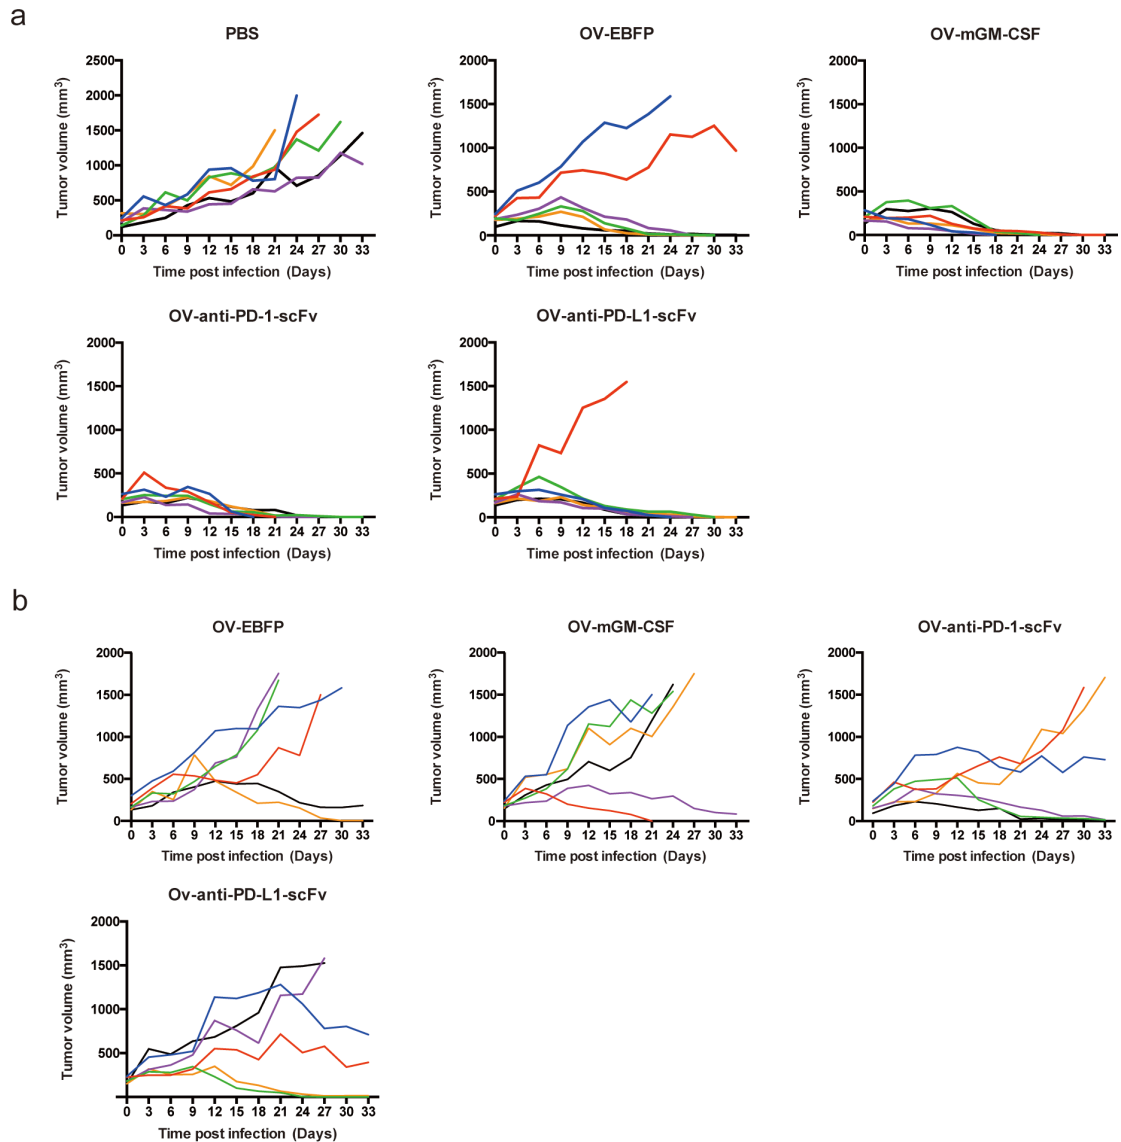 a
PBS
OV-EBFP
OV-mGM-CSF
Tumor volume (mm³)
2500
2000
1500
1000
500
0
0 3 6 9 12 15 18 21 24 27 30 33
Time post infection (Days)
Tumor volume (mm³)
2000
1500
1000
500
0
0 3 6 9 12 15 18 21 24 27 30 33
Time post infection (Days)
Tumor volume (mm³)
2000
1500
1000
500
0
0 3 6 9 12 15 18 21 24 27 30 33
Time post infection (Days)
OV-anti-PD-1-scFv
OV-anti-PD-L1-scFv
Tumor volume (mm³)
2000
1500
1000
500
0
0 3 6 9 12 15 18 21 24 27 30 33
Time post infection (Days)
Tumor volume (mm³)
2000
1500
1000
500
0
0 3 6 9 12 15 18 21 24 27 30 33
Time post infection (Days)
b
OV-EBFP
OV-mGM-CSF
OV-anti-PD-1-scFv
Tumor volume (mm³)
2000
1500
1000
500
0
0 3 6 9 12 15 18 21 24 27 30 33
Time post infection (Days)
Tumor volume (mm³)
2000
1500
1000
500
0
0 3 6 9 12 15 18 21 24 27 30 33
Time post infection (Days)
Tumor volume (mm³)
2000
1500
1000
500
0
0 3 6 9 12 15 18 21 24 27 30 33
Time post infection (Days)
Ov-anti-PD-L1-scFv
Tumor volume (mm³)
2000
1500
1000
500
0 3 6 9 12 15 18 21 24 27 30 33
Time post infection (Days)